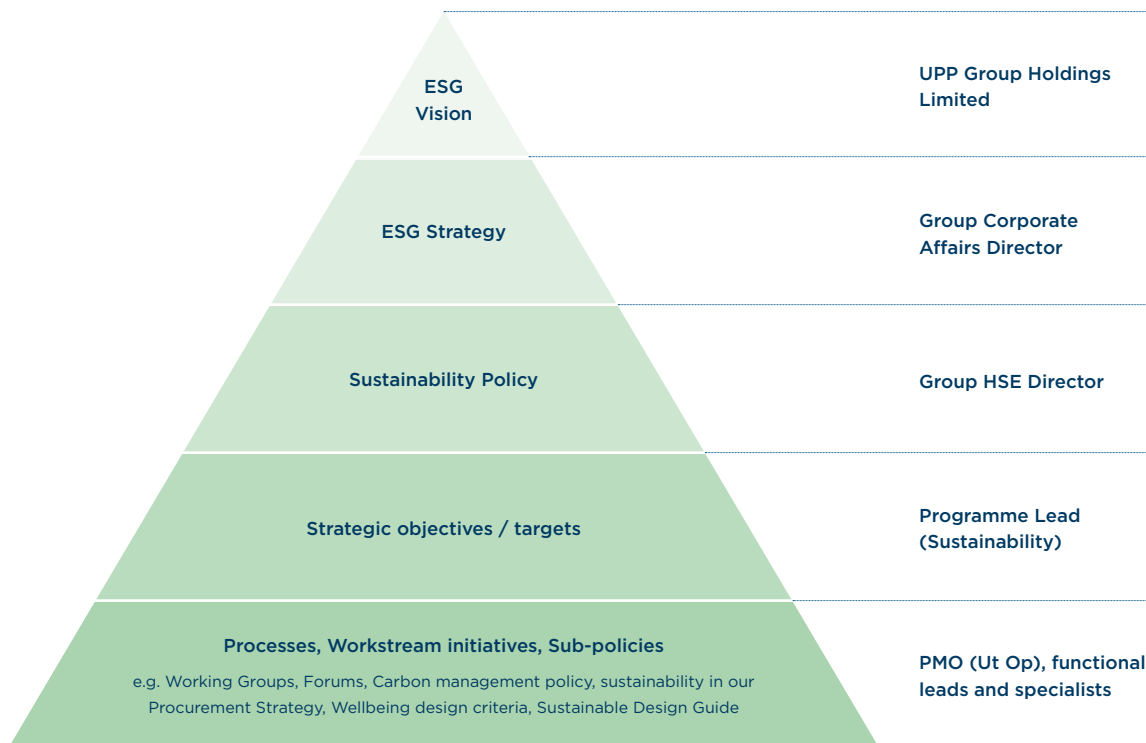 ESG
Vision
UPP Group Holdings
Limited
ESG Strategy
Group Corporate
Affairs Director
Sustainability Policy
Group HSE Director
Strategic objectives / targets
Programme Lead
(Sustainability)
Processes, Workstream initiatives, Sub-policies
e.g. Working Groups, Forums, Carbon management policy, sustainability in our
Procurement Strategy, Wellbeing design criteria, Sustainable Design Guide
PMO (Ut Op), functional
leads and specialists